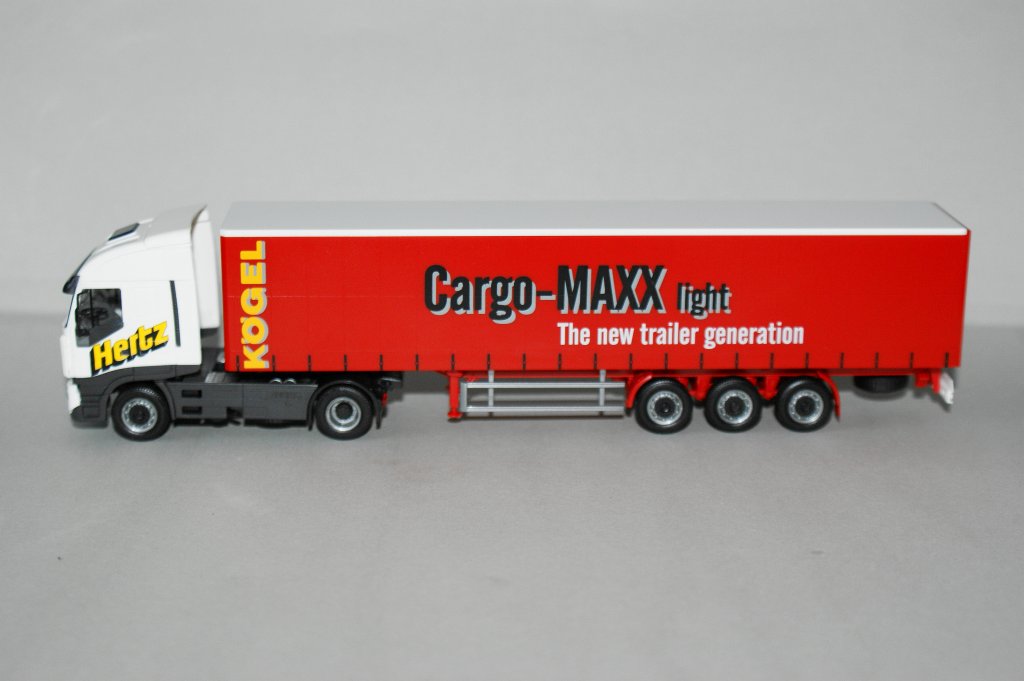 Hertz
KÖGEL
Cargo-MAXX light
The new trailer generation